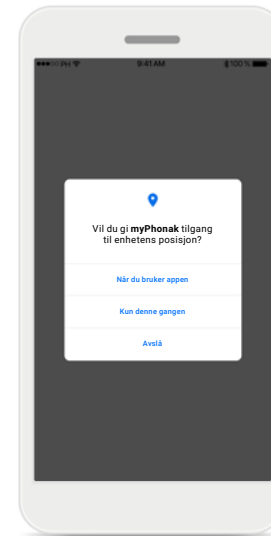 PH 9:41 AM 100 %
Vil du gi myPhonak tilgang
til enhetens posisjon?
Når du bruker appen
Kun denne gangen
Avslå